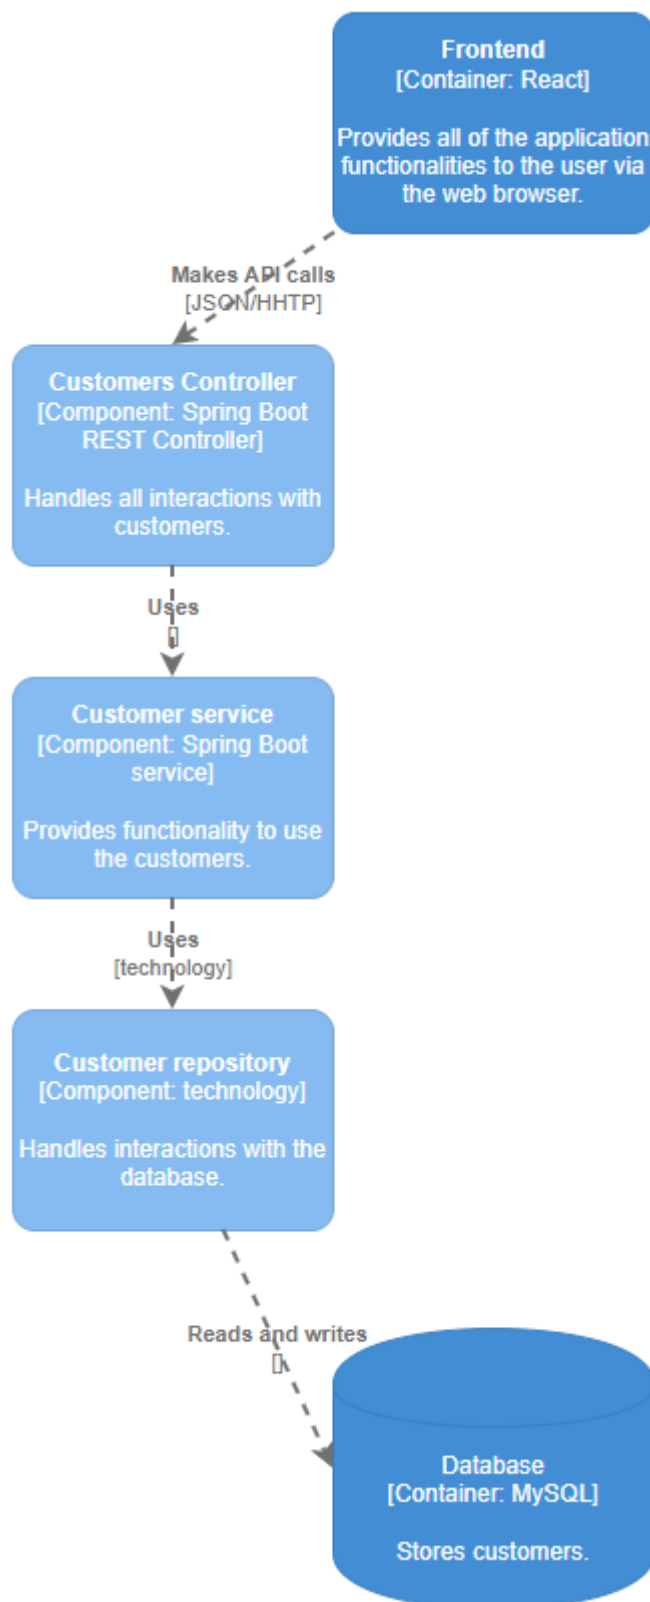 Frontend
[Container: React]
Provides all of the application
functionalities to the user via
the web browser.
Makes API calls
[JSON/HHTP]
Customers Controller
[Component: Spring Boot
REST Controller]
Handles all interactions with
customers.
Uses
[]
Customer service
[Component: Spring Boot
service]
Provides functionality to use
the customers.
Uses
[technology]
Customer repository
[Component: technology]
Handles interactions with the
database.
Reads and writes
[]
Database
[Container: MySQL]
Stores customers.